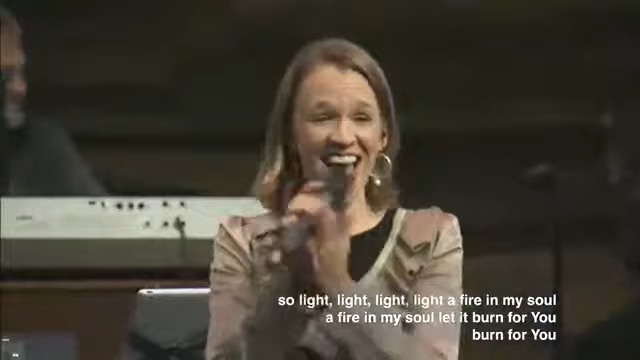 so light, light, light, light a fire in my soul
a fire in my soul let it burn for You
burn for You